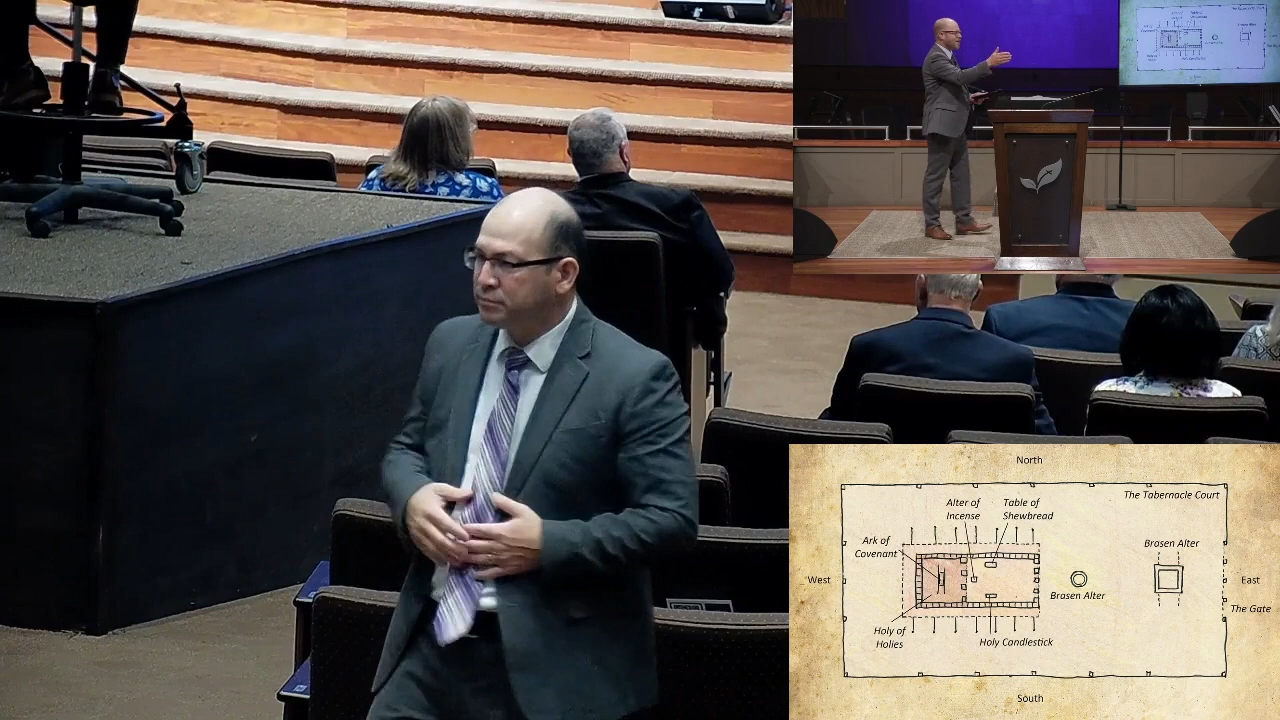 North
The Tabernacle Court
Alter of
Incense
Table of
Shewbread
Ark of
Covenant
Brasen Alter
West
East
Brasen Alter
The Gate
Holy of
Holies
Holy Candlestick
South